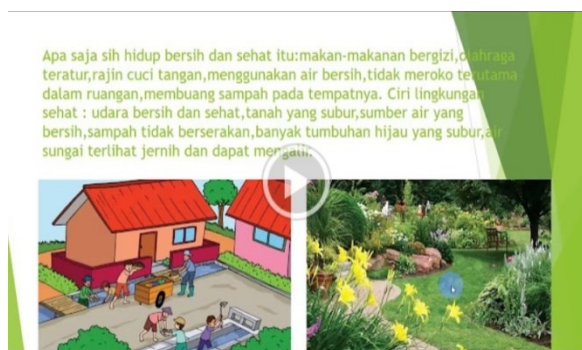 Apa saja sih hidup bersih dan sehat itu:makan-makanan bergizi,olahraga
teratur,rajin cuci tangan,menggunakan air bersih,tidak meroko terutama
dalam ruangan,membuang sampah pada tempatnya. Ciri lingkungan
sehat : udara bersih dan sehat,tanah yang subur,sumber air yang
bersih,sampah tidak berserakan,banyak tumbuhan hijau yang subur,air
sungai terlihat jernih dan dapat mengalir.